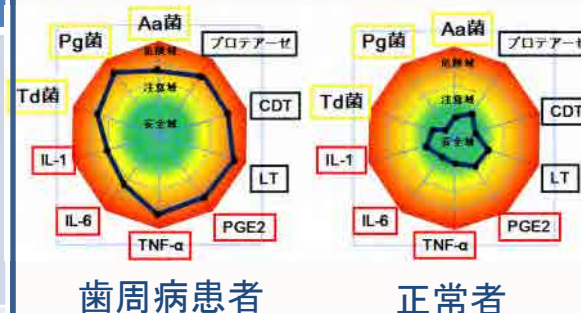 Aa菌
プロテアーゼ
CDT
LT
PGE2
TNF-α
IL-6
IL-1
Td菌
Pg菌
危険域
注意域
安全域
歯周病患者
Aa菌
プロテアーゼ
CDT
LT
PGE2
TNF-α
IL-6
IL-1
Td菌
Pg菌
危険域
注意域
安全域
正常者